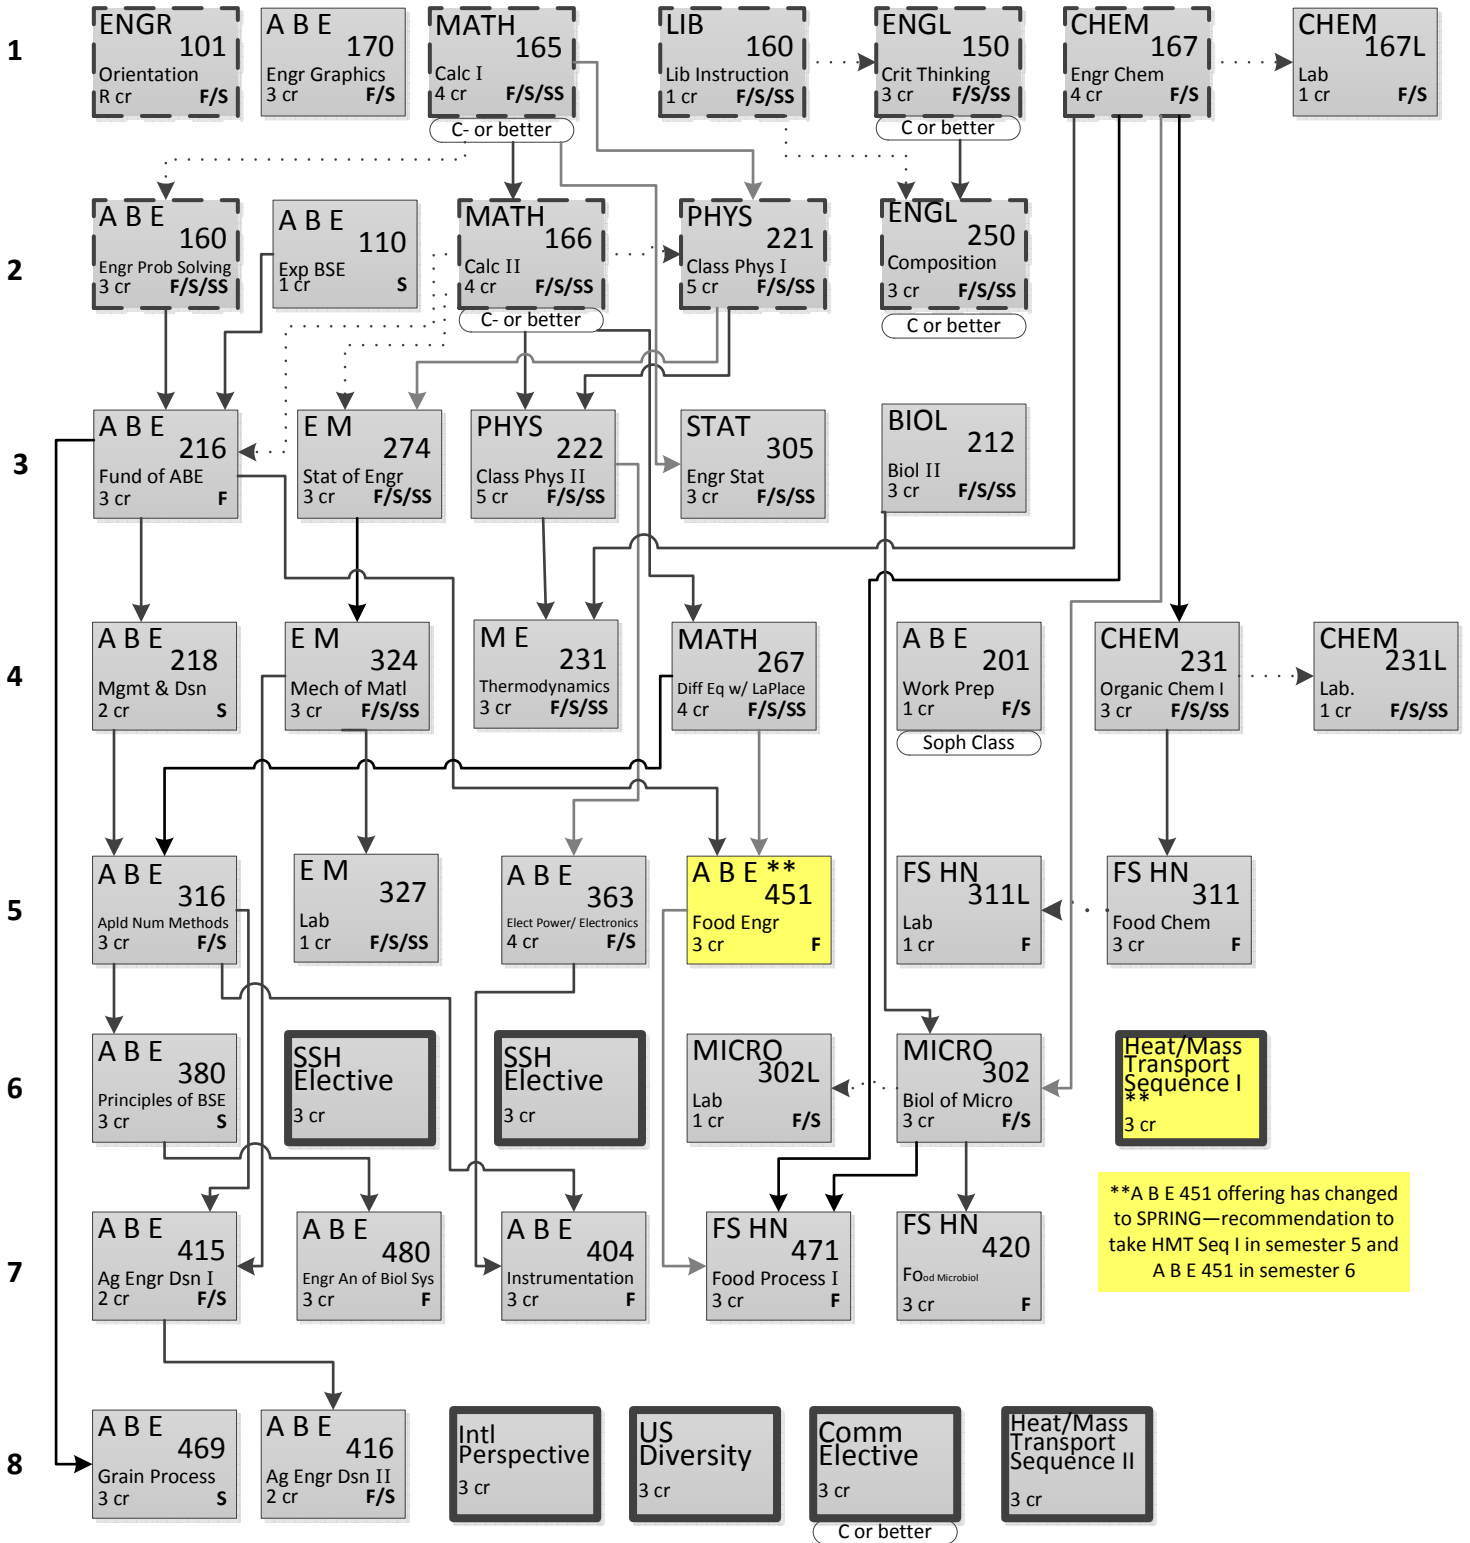 1
ENGR
101
Orientation
R cr F/S
A B E
170
Engr Graphics
3 cr F/S
MATH
165
Calc I
4 cr F/S/SS
C- or better
LIB
160
Lib Instruction
1 cr F/S/SS
ENGL
150
Crit Thinking
3 cr F/S/SS
C or better
CHEM
167
Engr Chem
4 cr F/S
CHEM
167L
Lab
1 cr F/S
2
A B E
160
Engr Prob Solving
3 cr F/S/SS
A B E
110
Exp BSE
1 cr S
MATH
166
Calc II
4 cr F/S/SS
C- or better
PHYS
221
Class Phys I
5 cr F/S/SS
ENGL
250
Composition
3 cr F/S/SS
C or better
3
A B E
216
Fund of ABE
3 cr F
E M
274
Stat of Engr
3 cr F/S/SS
PHYS
222
Class Phys II
5 cr F/S/SS
STAT
305
Engr Stat
3 cr F/S/SS
BIOL
212
Biol II
3 cr F/S/SS
4
A B E
218
Mgmt & Dsn
2 cr S
E M
324
Mech of Matl
3 cr F/S/SS
M E
231
Thermodynamics
3 cr F/S/SS
MATH
267
Diff Eq w/ LaPlace
4 cr F/S/SS
A B E
201
Work Prep
1 cr F/S
Soph Class
CHEM
231
Organic Chem I
3 cr F/S/SS
CHEM
231L
Lab.
1 cr F/S/SS
5
A B E
316
Apld Num Methods
3 cr F/S
E M
327
Lab
1 cr F/S/SS
A B E
363
Elect Power/ Electronics
4 cr F/S
A B E **
451
Food Engr
3 cr F
FS HN
311L
Lab
1 cr F
FS HN
311
Food Chem
3 cr F
6
A B E
380
Principles of BSE
3 cr S
SSH
Elective
3 cr
SSH
Elective
3 cr
MICRO
302L
Lab
1 cr F/S
MICRO
302
Biol of Micro
3 cr F/S
Heat/Mass
Transport
Sequence I
**
3 cr
**A B E 451 offering has changed
to SPRING—recommendation to
take HMT Seq I in semester 5 and
A B E 451 in semester 6
7
A B E
415
Ag Engr Dsn I
2 cr F/S
A B E
480
Engr An of Biol Sys
3 cr F
A B E
404
Instrumentation
3 cr F
FS HN
471
Food Process I
3 cr F
FS HN
420
Food Microbiol
3 cr F
8
A B E
469
Grain Process
3 cr S
A B E
416
Ag Engr Dsn II
2 cr F/S
Intl
Perspective
3 cr
US
Diversity
3 cr
Comm
Elective
3 cr
C or better
Heat/Mass
Transport
Sequence II
3 cr